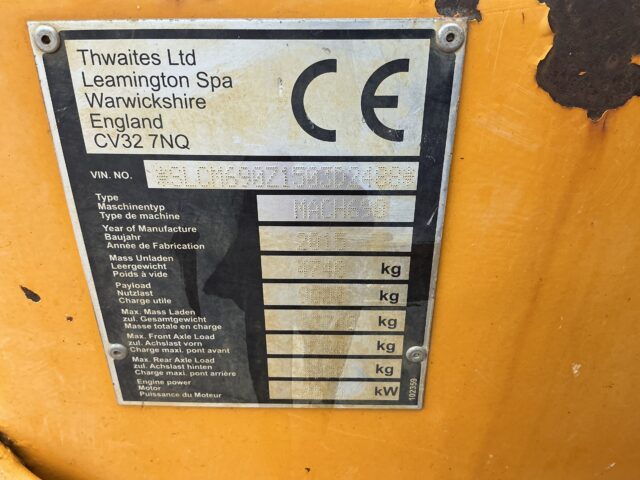 Thwaites Ltd
Leamington Spa
Warwickshire
England
CV32 7NQ
CE
VIN. NO.
Type
Maschinentyp
Type de machine
Year of Manufacture
Baujahr
Année de Fabrication
2015
Mass Unladen
Leergewicht
Poids à vide
kg
Payload
Nutzlast
Charge utile
kg
Max. Mass Laden
zul. Gesamtgewicht
Masse totale en charge
kg
Max. Front Axle Load
zul. Achslast vorn
Charge maxi. pont avant
kg
Max. Rear Axle Load
zul. Achslast hinten
Charge maxi. pont arrière
kg
Engine power
Motor
Puissance du Moteur
kW
102359